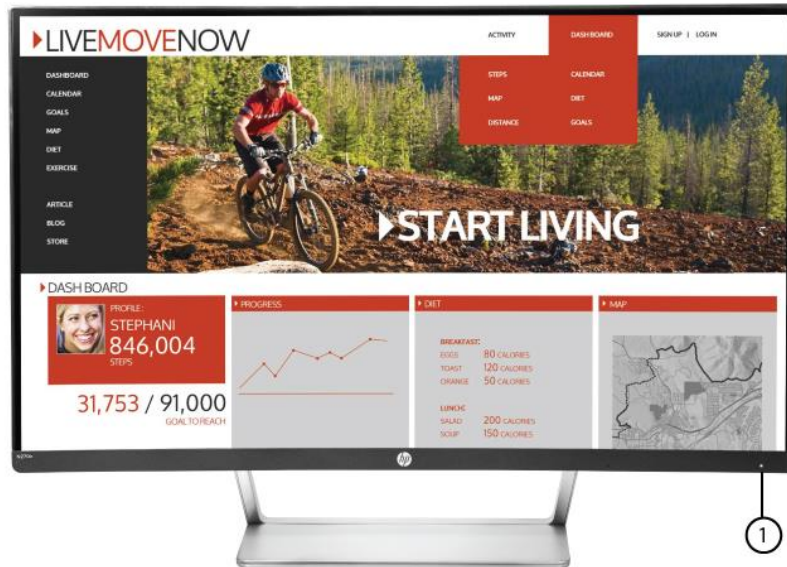 LIVEMOVENOW
ACTIVITY
DASHBOARD
SIGN UP | LOG IN
DASHBOARD
CALENDAR
GOALS
MAP
DIET
EXERCISE
ARTICLE
BLOG
STORE
STEPS
CALENDAR
MAP
DIET
DISTANCE
GOALS
START LIVING
DASH BOARD
PROFILE:
STEPHANI
846,004
STEPS
31,753 / 91,000
GOAL TO REACH
PROGRESS
DIET
BREAKFAST:
EGGS 80 CALORIES
TOAST 120 CALORIES
ORANGE 50 CALORIES
LUNCH:
SALAD 200 CALORIES
SOUP 150 CALORIES
MAP
hp
1